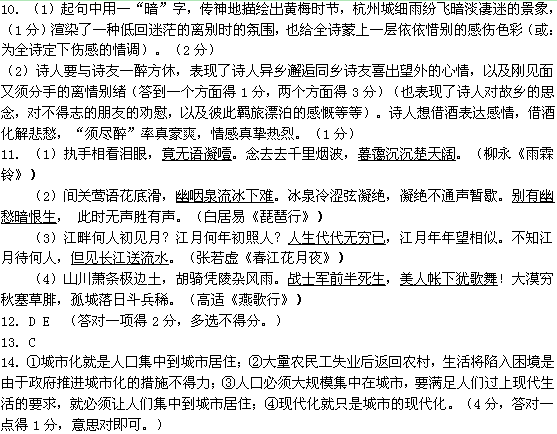 10. （1）起句中用一“暗”字，传神地描绘出黄梅时节，杭州城细雨纷飞暗淡凄迷的景象，
（1分）渲染了一种低回迷茫的离别时的氛围，也给全诗蒙上一层依依惜别的感伤色彩(或：
为全诗定下伤感的情调）。（2分）
（2）诗人要与诗友一醉方休，表现了诗人异乡邂逅同乡诗友喜出望外的心情，以及刚见面
又须分手的离情别绪（答到一个方面得1分，两个方面得3分）(也表现了诗人对故乡的思
念，对不得志的朋友的劝慰，以及彼此羁旅漂泊的感慨等等）。诗人想借酒表达感情，借酒
化解悲愁，“须尽醉”率真蒙爽，情感真挚热烈。（1分）
11. （1）执手相看泪眼，竟无语凝噎。念去去千里烟波，暮霭沉沉楚天阔。（柳永《雨霖
铃》）
（2）间关莺语花底滑，幽咽泉流冰下难。冰泉冷涩弦凝绝，凝绝不通声暂歇。别有幽
愁暗恨生， 此时无声胜有声。（白居易《琵琶行》）
（3）江畔何人初见月？江月何年初照人？人生代代无穷已，江月年年望相似。不知江
月待何人，但见长江送流水。（张若虚《春江花月夜》）
（4）山川萧条极边土，胡骑凭陵杂风雨。战士军前半死生，美人帐下犹歌舞！大漠穷
秋塞草腓，孤城落日斗兵稀。（高适《燕歌行》）
12. D E （答对一项得2分，多选不得分。）
13. C
14. ①城市化就是人口集中到城市居住；②大量农民工失业后返回农村，生活将陷入困境是
由于政府推进城市化的措施不得力；③人口必须大规模集中在城市，要满足人们过上现代生
活的要求，就必须让人们集中到城市居住；④现代化就只是城市的现代化。（4分，答对一
点得1分，意思对即可。）